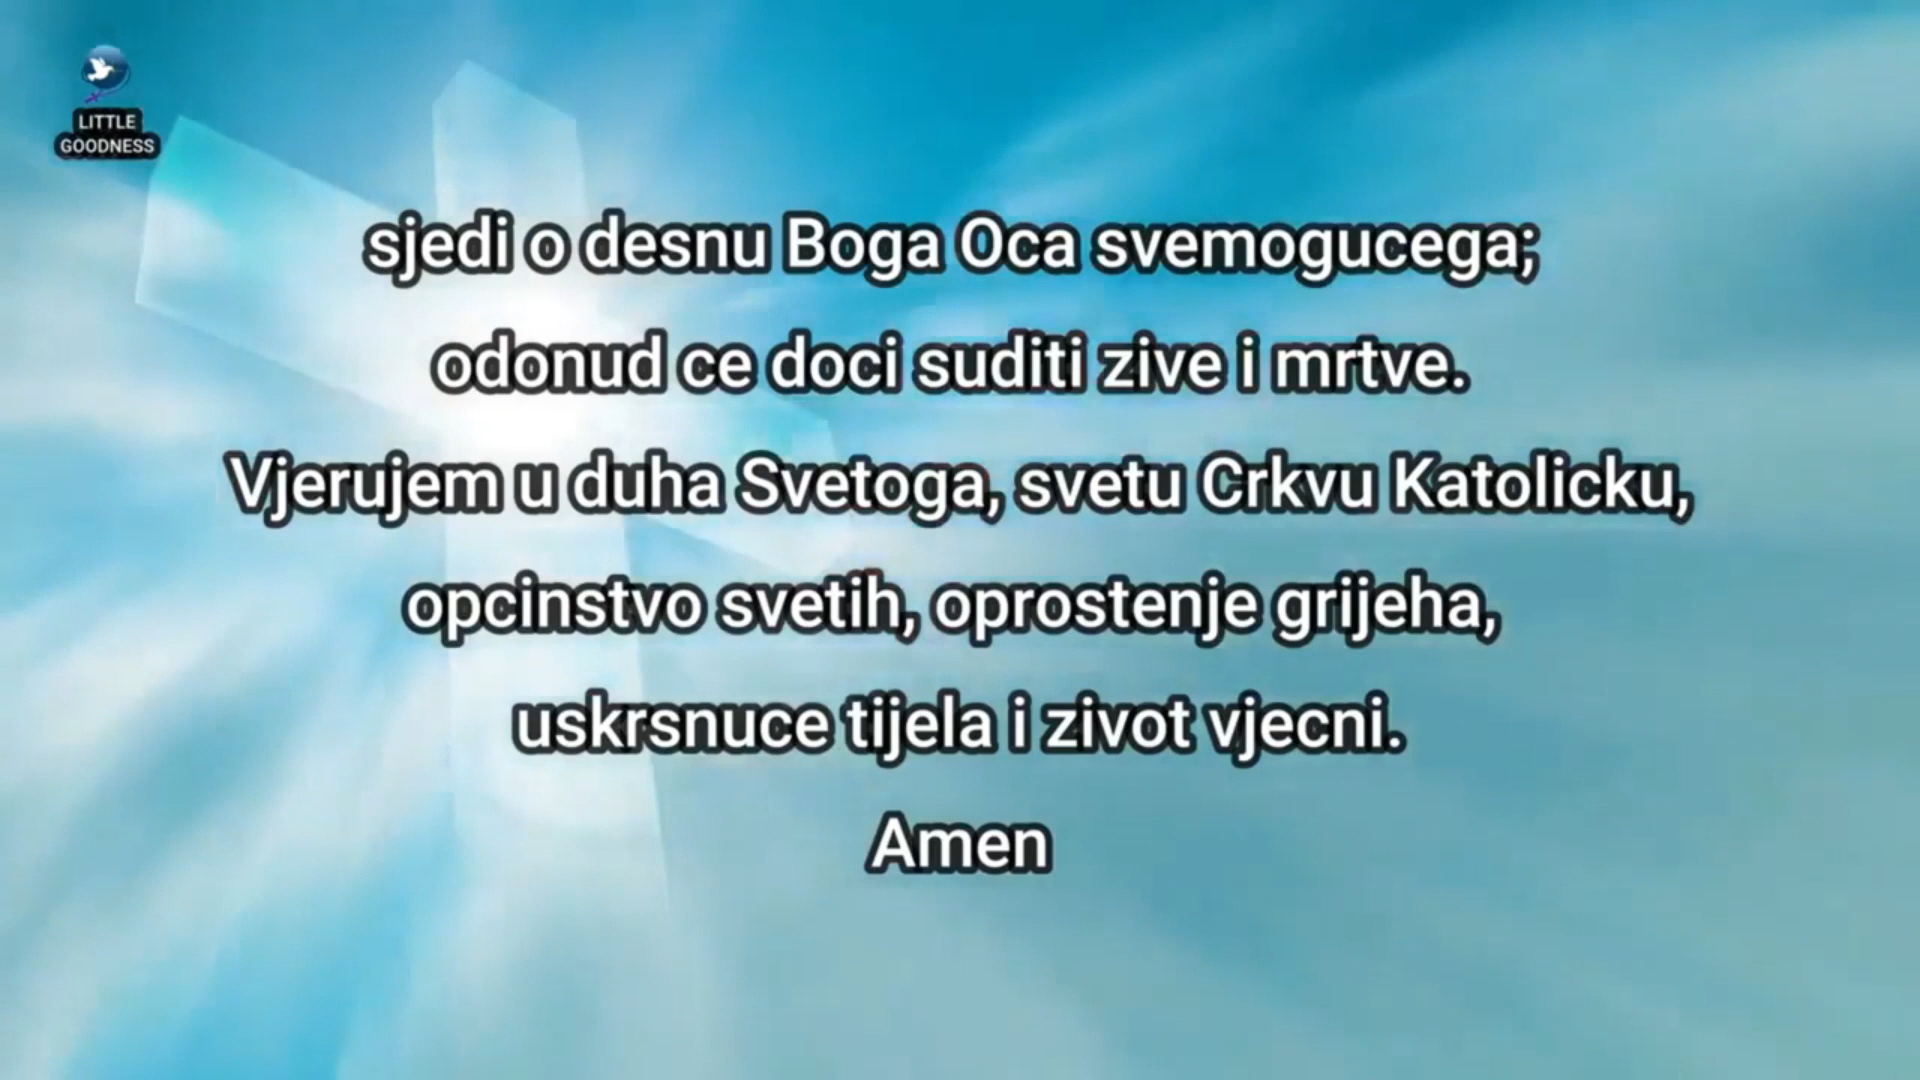 LITTLE
GOODNESS
sjedi o desnu Boga Oca svemogucega;
odonud ce doci suditi zive i mrtve.
Vjerujem u duha Svetoga, svetu Crkvu Katolicku,
opcinstvo svetih, oprostenje grijeha,
uskrsnuce tijela i zivot vjecni.
Amen